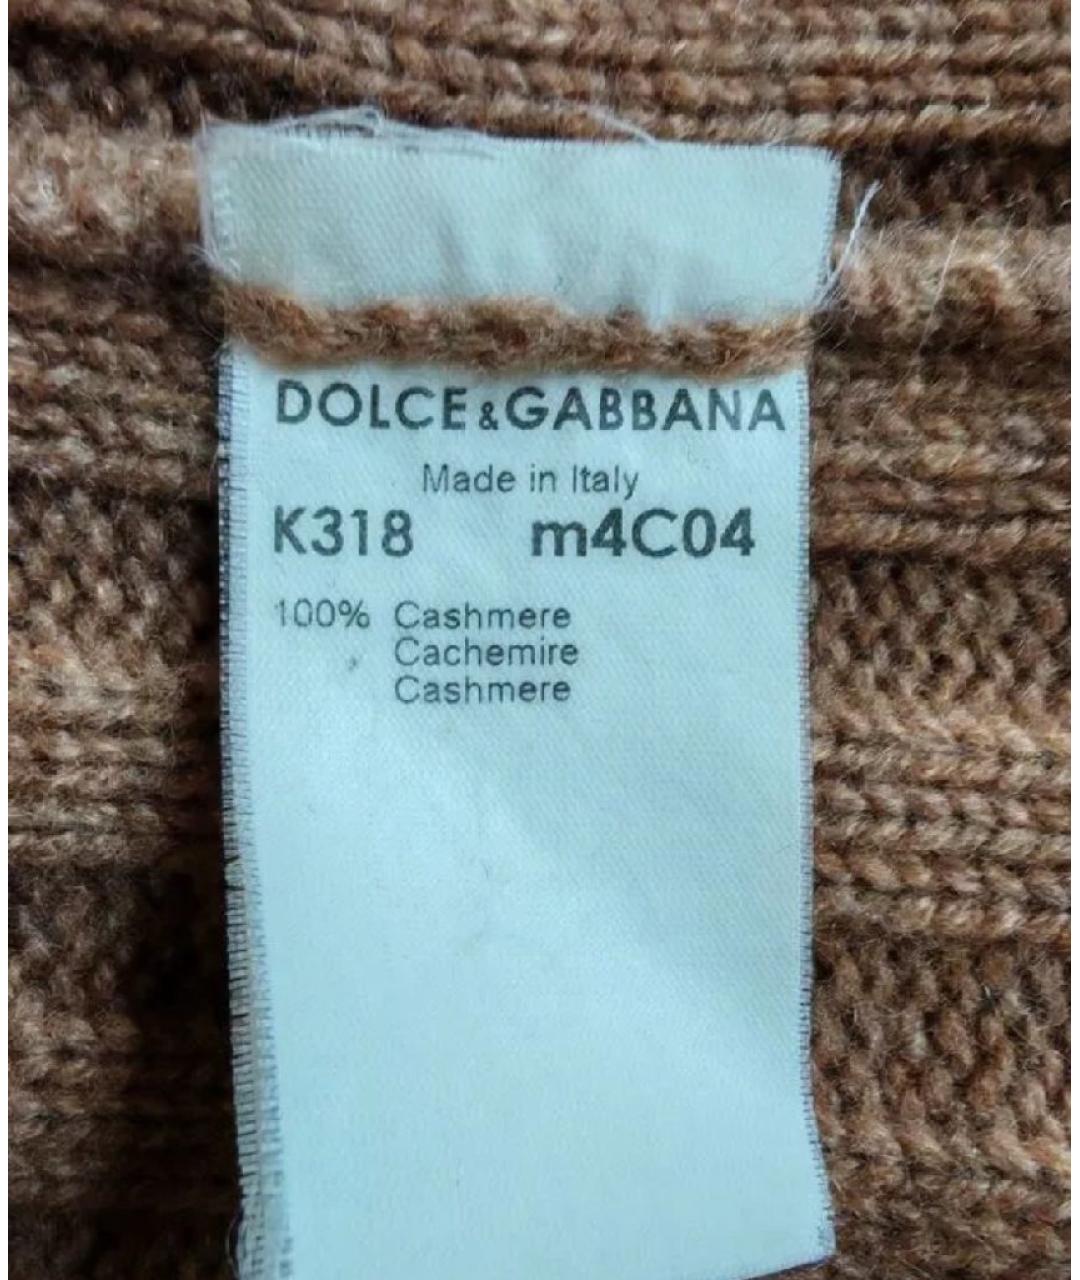 DOLCE&GABBANA
Made in Italy
K318 m4C04
100% Cashmere
Cachemire
Cashmere